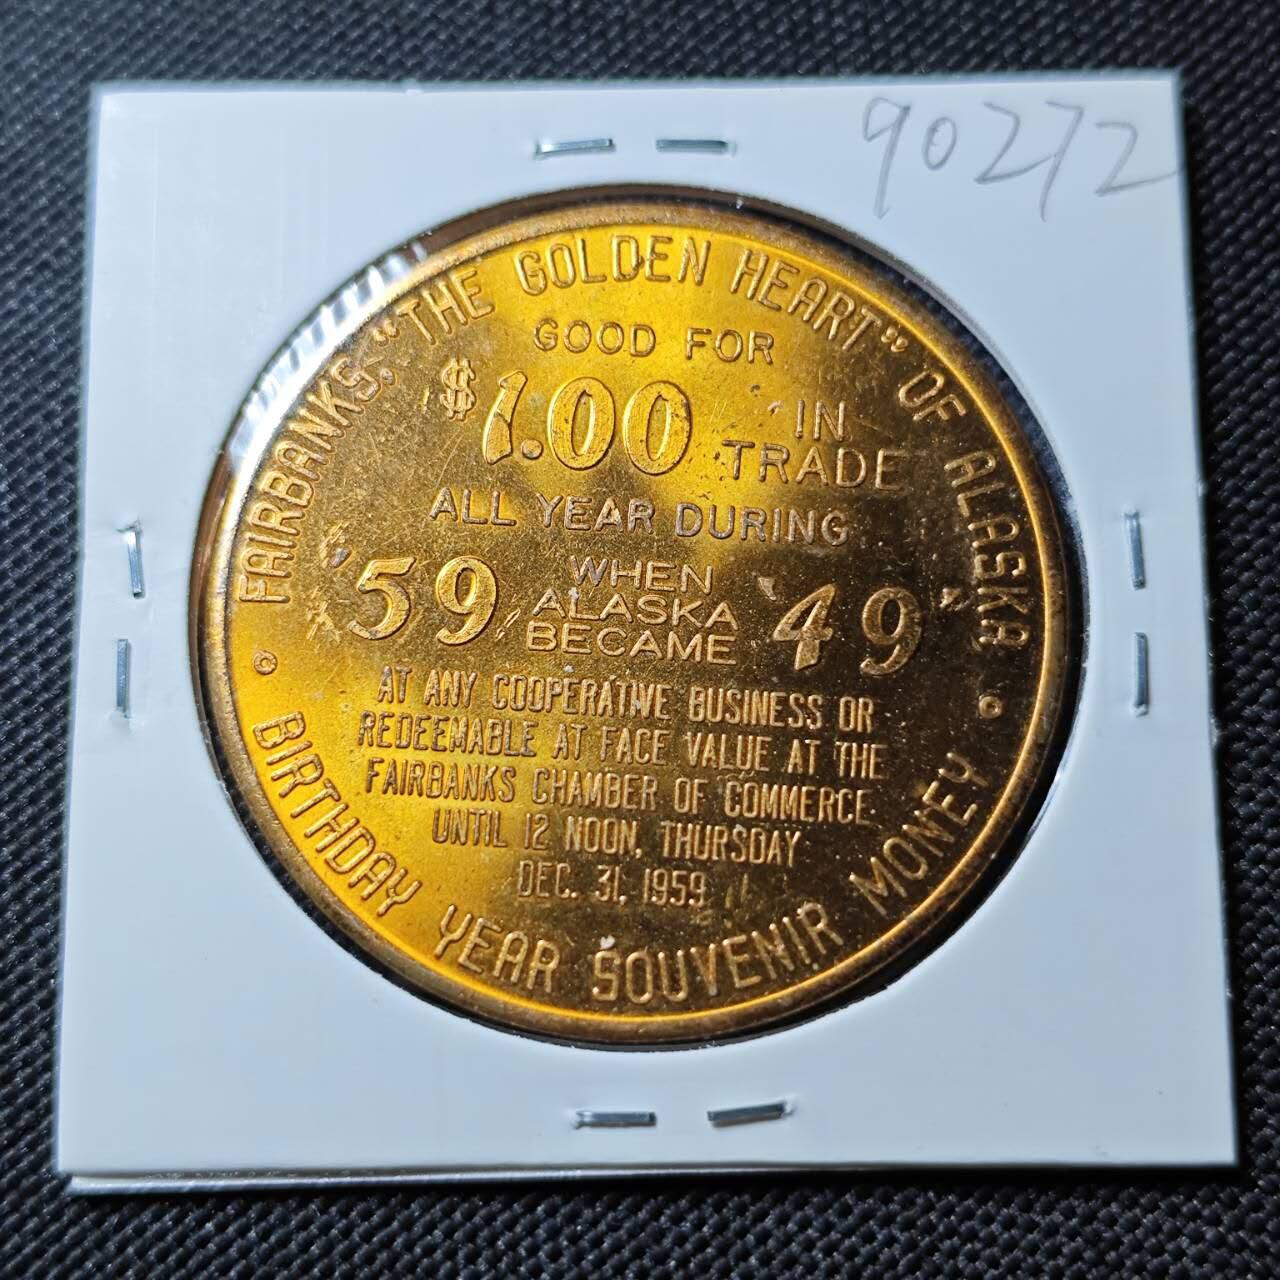 90272
FAIRBANKS, "THE GOLDEN HEART" OF ALASKA
GOOD FOR
$1.00 IN TRADE
ALL YEAR DURING
'59 WHEN ALASKA BECAME '49
AT ANY COOPERATIVE BUSINESS OR
REDEEMABLE AT FACE VALUE AT THE
FAIRBANKS CHAMBER OF COMMERCE
UNTIL 12 NOON, THURSDAY
DEC. 31, 1959
BIRTHDAY YEAR SOUVENIR MONEY